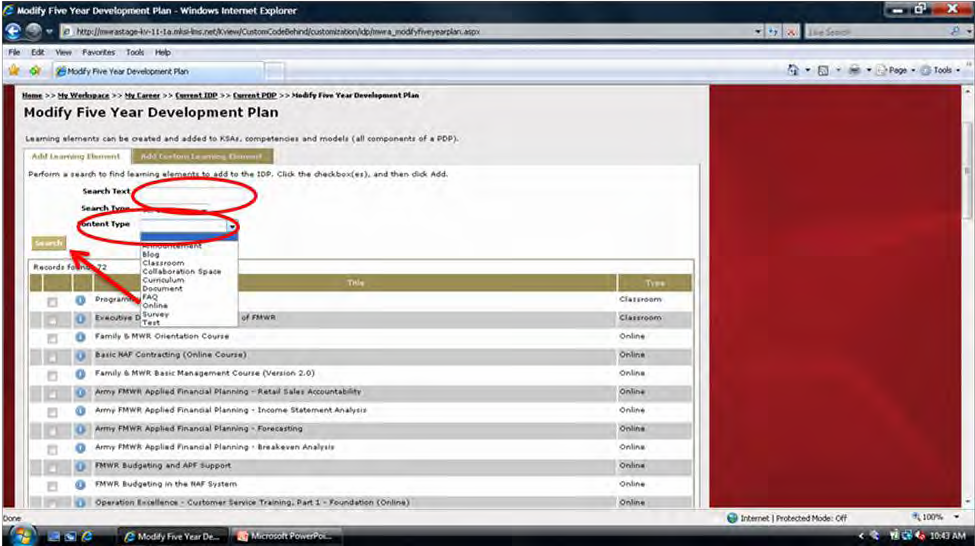 Modify Five Year Development Plan - Windows Internet Explorer
http://mwrastage-kv-11-1a.mksi-lms.net/Kview/CustomCodeBehind/customization/idp/mwra_modifyfiveyearplan.aspx
Live Search
File Edit View Favorites Tools Help
Modify Five Year Development Plan
Page Tools
Home >> My Workspace >> My Career >> Current IDP >> Current PDP >> Modify Five Year Development Plan
Modify Five Year Development Plan
Learning elements can be created and added to KSAs, competencies and models (all components of a PDP).
Add Learning Element Add Custom Learning Element
Perform a search to find learning elements to add to the IDP. Click the checkbox(es), and then click Add.
Search Text
Search Type
Content Type
Search
Announcement
Blog
Classroom
Collaboration Space
Curriculum
Document
FAQ
Online
Survey
Test
Records found: 72
Title Type
Classroom
Executive D of FMWR Classroom
Family & MWR Orientation Course Online
Basic NAF Contracting (Online Course) Online
Family & MWR Basic Management Course (Version 2.0) Online
Army FMWR Applied Financial Planning - Retail Sales Accountability Online
Army FMWR Applied Financial Planning - Income Statement Analysis Online
Army FMWR Applied Financial Planning - Forecasting Online
Army FMWR Applied Financial Planning - Breakeven Analysis Online
FMWR Budgeting and APF Support Online
FMWR Budgeting in the NAF System Online
Operation Excellence - Customer Service Training, Part 1 - Foundation (Online) Online
Done Internet | Protected Mode: Off 100%
Modify Five Year De... Microsoft PowerPoi... 10:43 AM